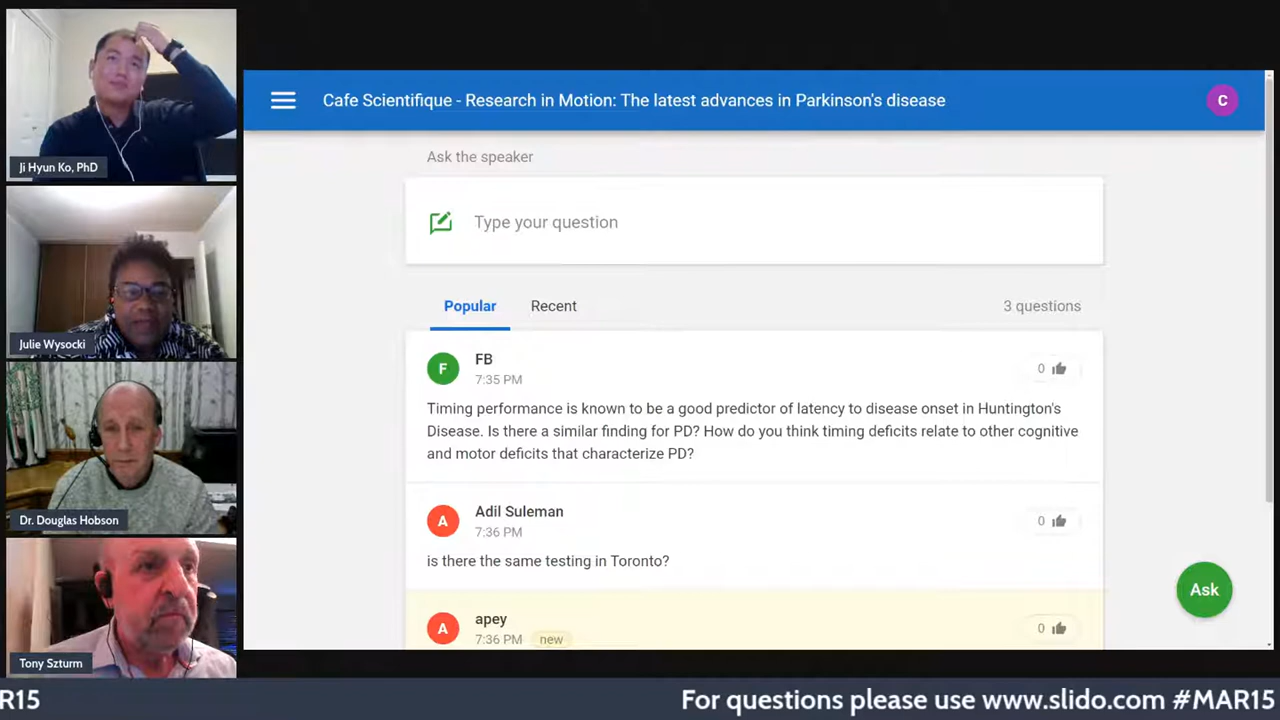 Ji Hyun Ko, PhD
Julie Wysocki
Dr. Douglas Hobson
Tony Szturm
Cafe Scientifique - Research in Motion: The latest advances in Parkinson's disease
C
Ask the speaker
Type your question
Popular
Recent
3 questions
F
FB
7:35 PM
0
Timing performance is known to be a good predictor of latency to disease onset in Huntington's
Disease. Is there a similar finding for PD? How do you think timing deficits relate to other cognitive
and motor deficits that characterize PD?
A
Adil Suleman
7:36 PM
0
is there the same testing in Toronto?
A
apey
7:36 PM new
0
Ask
R15
For questions please use www.slido.com #MAR15